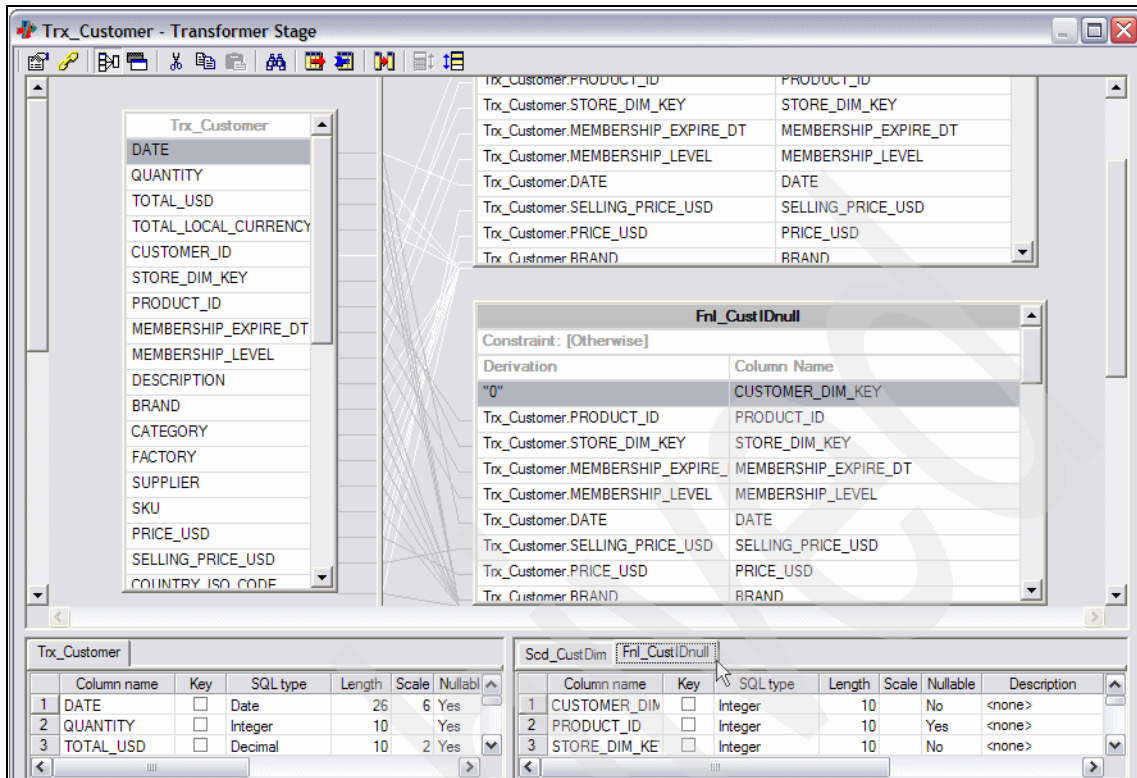 Trx_Customer - Transformer Stage
Trx_Customer
DATE
QUANTITY
TOTAL_USD
TOTAL_LOCAL_CURRENCY
CUSTOMER_ID
STORE_DIM_KEY
PRODUCT_ID
MEMBERSHIP_EXPIRE_DT
MEMBERSHIP_LEVEL
DESCRIPTION
BRAND
CATEGORY
FACTORY
SUPPLIER
SKU
PRICE_USD
SELLING_PRICE_USD
COUNTRY_ISO_CODE
Trx_Customer.PRODUCT_ID PRODUCT_ID
Trx_Customer.STORE_DIM_KEY STORE_DIM_KEY
Trx_Customer.MEMBERSHIP_EXPIRE_DT MEMBERSHIP_EXPIRE_DT
Trx_Customer.MEMBERSHIP_LEVEL MEMBERSHIP_LEVEL
Trx_Customer.DATE DATE
Trx_Customer.SELLING_PRICE_USD SELLING_PRICE_USD
Trx_Customer.PRICE_USD PRICE_USD
Trx_Customer.BRAND BRAND
Fnl_CustIDnull
Constraint: [Otherwise]
Derivation Column Name
"0" CUSTOMER_DIM_KEY
Trx_Customer.PRODUCT_ID PRODUCT_ID
Trx_Customer.STORE_DIM_KEY STORE_DIM_KEY
Trx_Customer.MEMBERSHIP_EXPIRE_ MEMBERSHIP_EXPIRE_DT
Trx_Customer.MEMBERSHIP_LEVEL MEMBERSHIP_LEVEL
Trx_Customer.DATE DATE
Trx_Customer.SELLING_PRICE_USD SELLING_PRICE_USD
Trx_Customer.PRICE_USD PRICE_USD
Trx_Customer.BRAND BRAND
Trx_Customer
Column name Key SQL type Length Scale Nullabl
1 DATE Date 26 6 Yes
2 QUANTITY Integer 10 Yes
3 TOTAL_USD Decimal 10 2 Yes
Scd_CustDim Fnl_CustIDnull
Column name Key SQL type Length Scale Nullable Description
1 CUSTOMER_DIM Integer 10 No <none>
2 PRODUCT_ID Integer 10 Yes <none>
3 STORE_DIM_KE Integer 10 No <none>